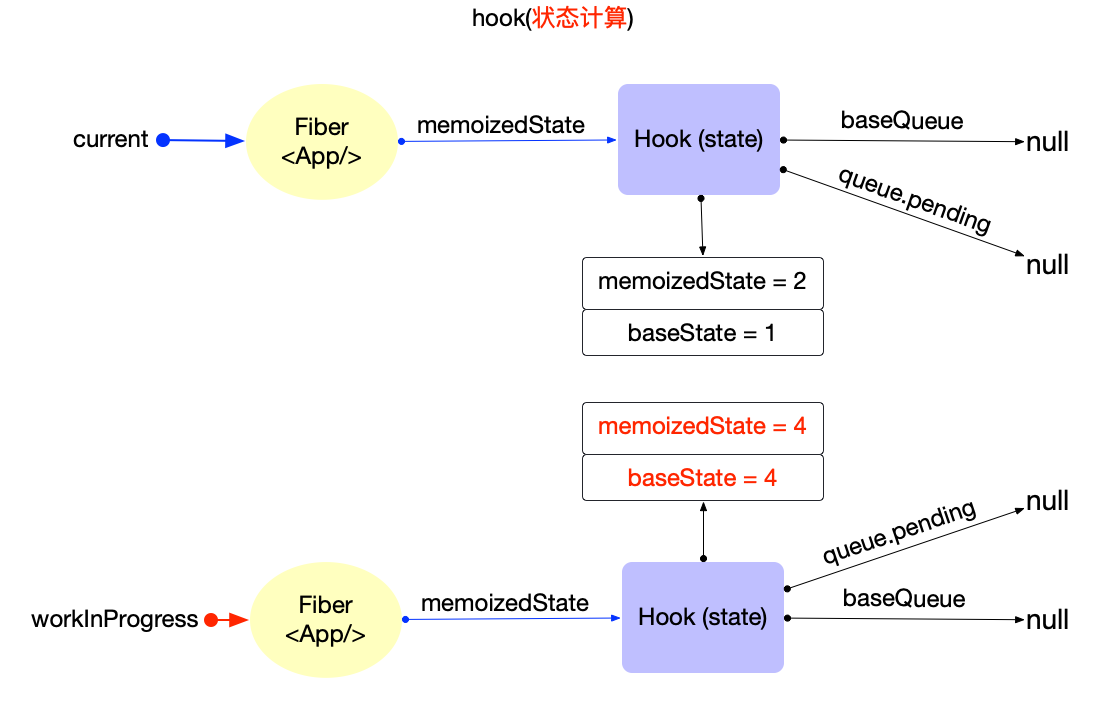 hook(状态计算)
current
Fiber
<App/>
memoizedState
Hook (state)
baseQueue
null
queue.pending
null
memoizedState = 2
baseState = 1
memoizedState = 4
baseState = 4
queue.pending
null
workInProgress
Fiber
<App/>
memoizedState
Hook (state)
baseQueue
null